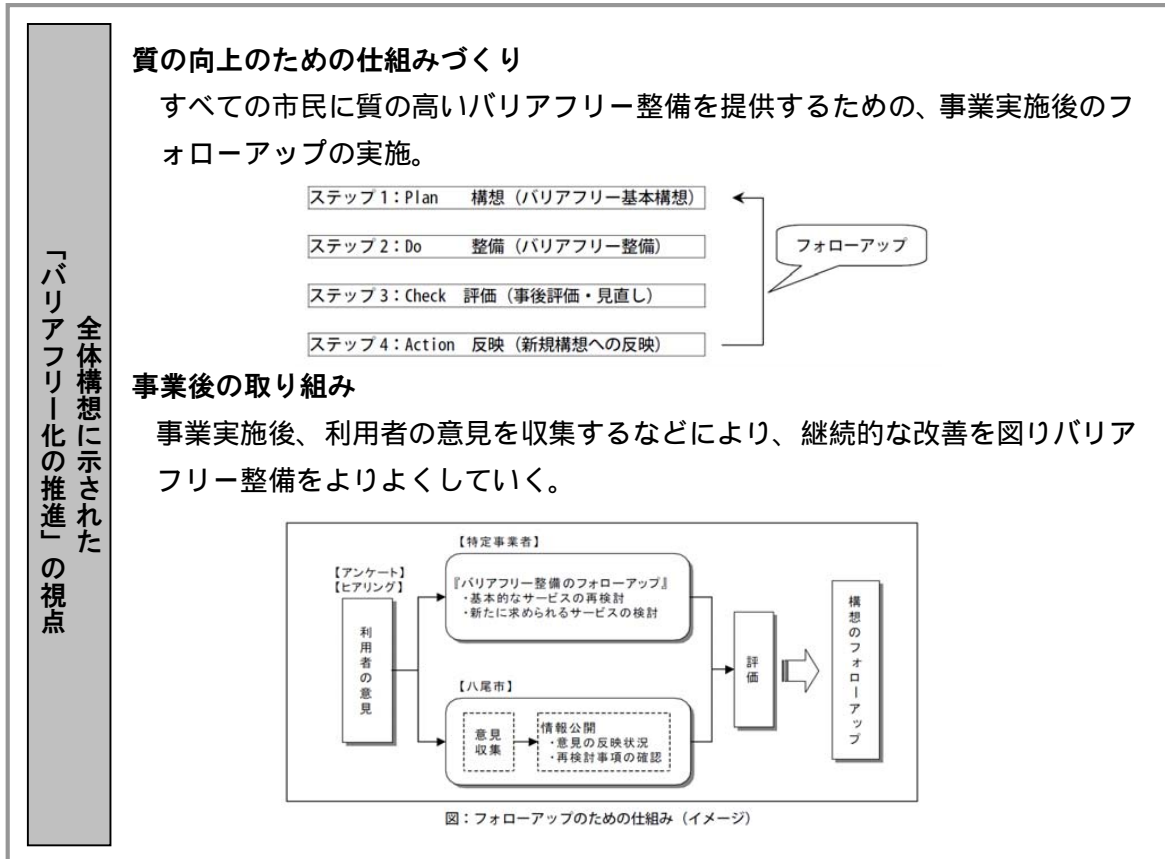 全体構想に示された
「バリアフリー化の推進」の視点
質の向上のための仕組みづくり
すべての市民に質の高いバリアフリー整備を提供するための、事業実施後のフ
ォローアップの実施。
ステップ1:Plan 構想(バリアフリー基本構想)
ステップ2:Do 整備(バリアフリー整備)
ステップ3:Check 評価(事後評価・見直し)
ステップ4:Action 反映(新規構想への反映)
フォローアップ
事業後の取り組み
事業実施後、利用者の意見を収集するなどにより、継続的な改善を図りバリア
フリー整備をよりよくしていく。
【アンケート】
【ヒアリング】
利用者の意見
【特定事業者】
『バリアフリー整備のフォローアップ』
・基本的なサービスの再検討
・新たに求められるサービスの検討
【八尾市】
意見
収集
情報公開
・意見の反映状況
・再検討事項の確認
評価
構想のフォローアップ
図:フォローアップのための仕組み(イメージ)